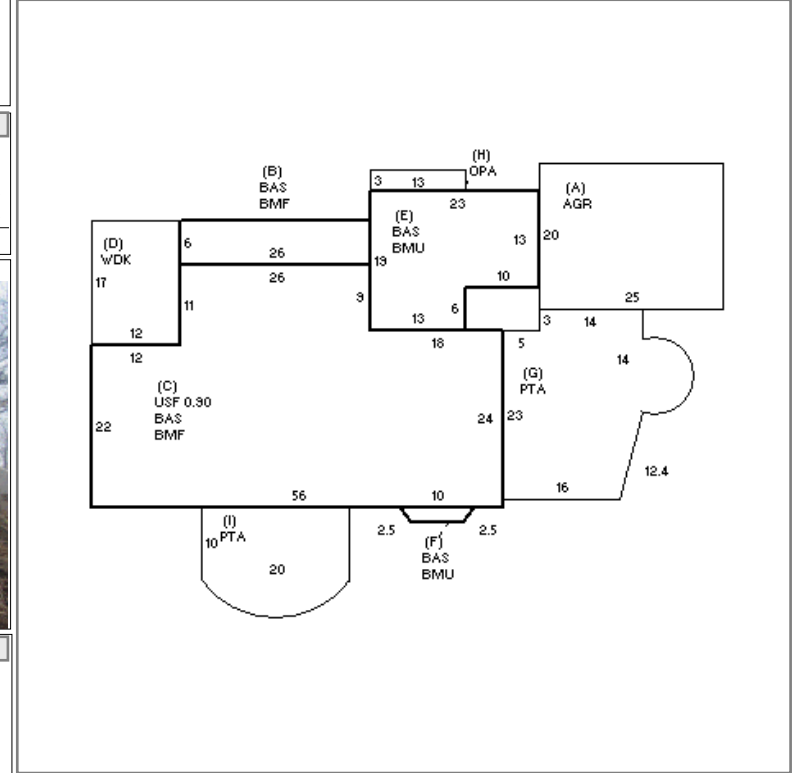 (H)
OPA
(B)
BAS
BMF
3
13
(A)
AGR
23
(E)
BAS
BMU
13
20
(D)
WDK
6
26
19
17
26
10
25
11
9
13
6
3
14
12
18
5
12
14
(G)
PTA
(C)
USF 0.90
BAS
BMF
22
24
23
12.4
16
56
10
(I)
PTA
10
2.5
2.5
(F)
BAS
BMU
20